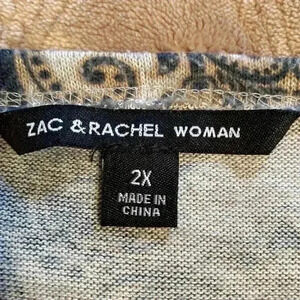 ZAC & RACHEL WOMAN
2X
MADE IN
CHINA